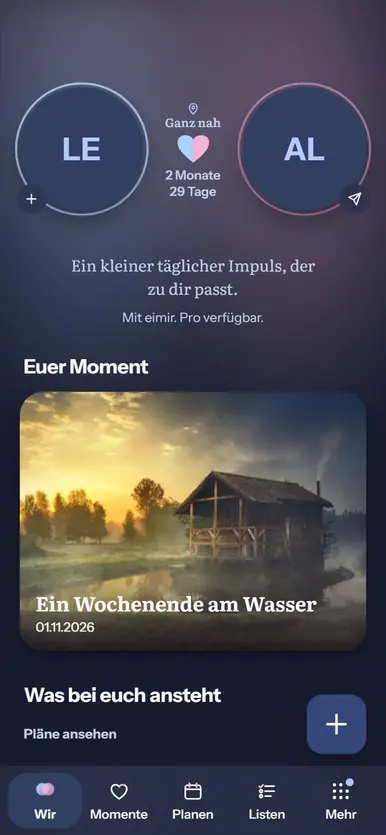 LE
Ganz nah
2 Monate
29 Tage
AL
Ein kleiner täglicher Impuls, der
zu dir passt.
Mit eimir. Pro verfügbar.
Euer Moment
Ein Wochenende am Wasser
01.11.2026
Was bei euch ansteht
Pläne ansehen
Wir
Momente
Planen
Listen
Mehr